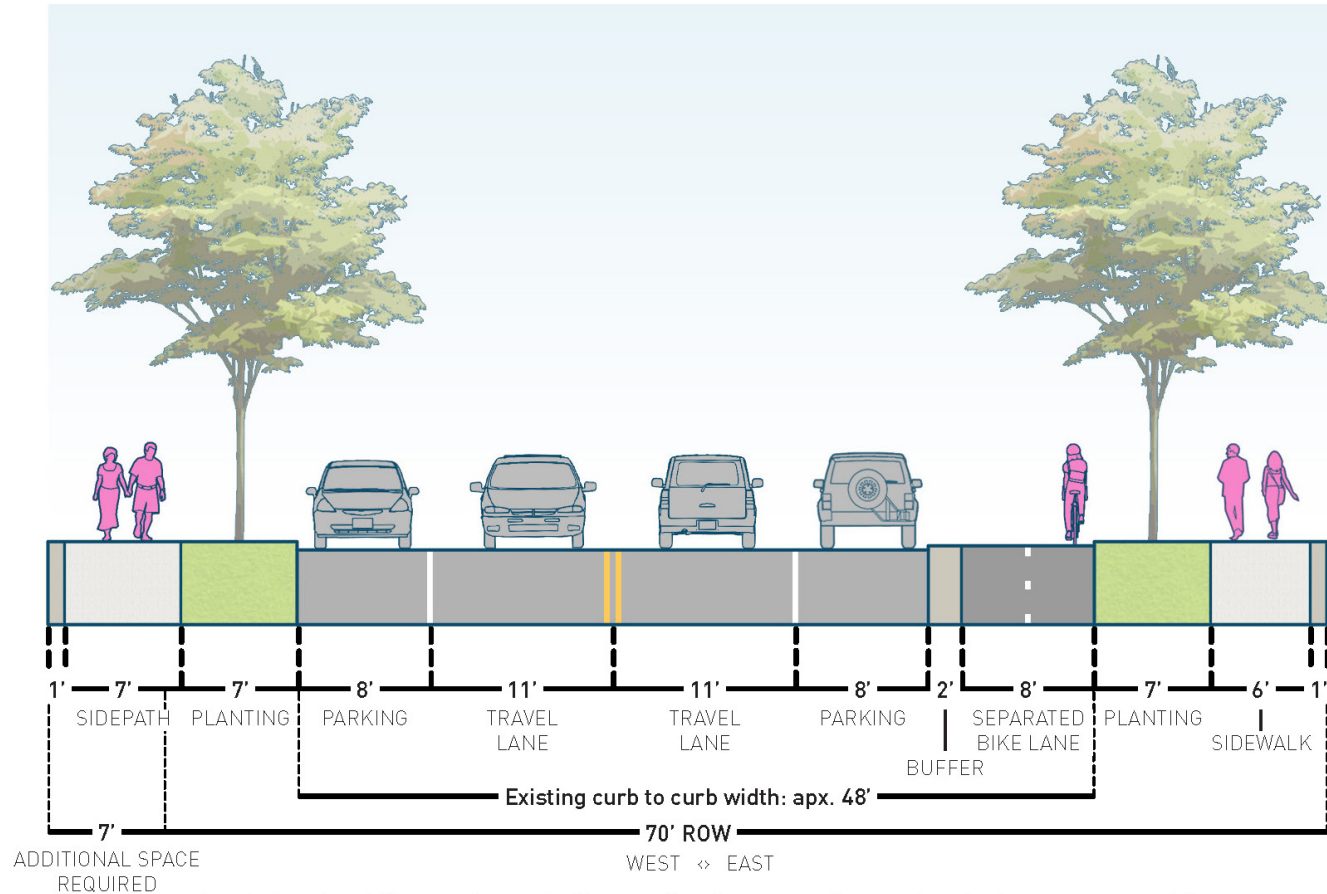 1' 7' 7' 8' 11' 11' 8' 2' 8' 7' 6' 1'
SIDEPATH PLANTING PARKING TRAVEL LANE TRAVEL LANE PARKING BUFFER SEPARATED BIKE LANE PLANTING SIDEWALK
Existing curb to curb width: apx. 48'
7' 70' ROW
ADDITIONAL SPACE REQUIRED
WEST <> EAST